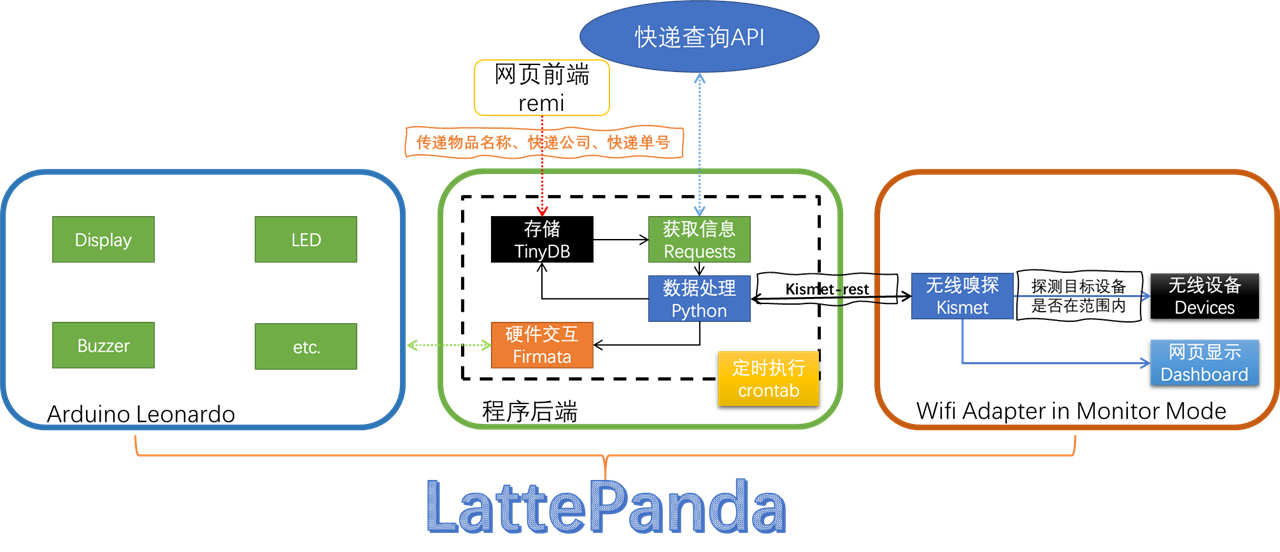 快递查询API
网页前端
remi
传递物品名称、快递公司、快递单号
Display
LED
Buzzer
etc.
Arduino Leonardo
存储
TinyDB
获取信息
Requests
数据处理
Python
硬件交互
Firmata
定时执行
crontab
程序后端
Kismet-rest
无线嗅探
Kismet
探测目标设备
是否在范围内
无线设备
Devices
网页显示
Dashboard
Wifi Adapter in Monitor Mode
LattePanda